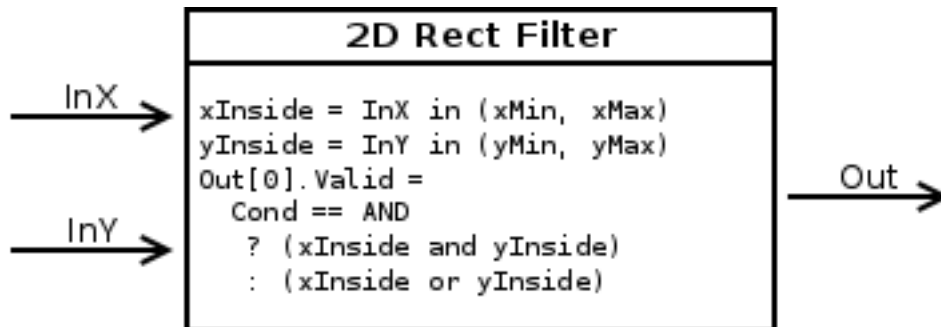 2D Rect Filter
InX
xInside = InX in (xMin, xMax)
yInside = InY in (yMin, yMax)
Out[0].Valid =
Out
Cond == AND
InY
? (xInside and yInside)
: (xInside or yInside)